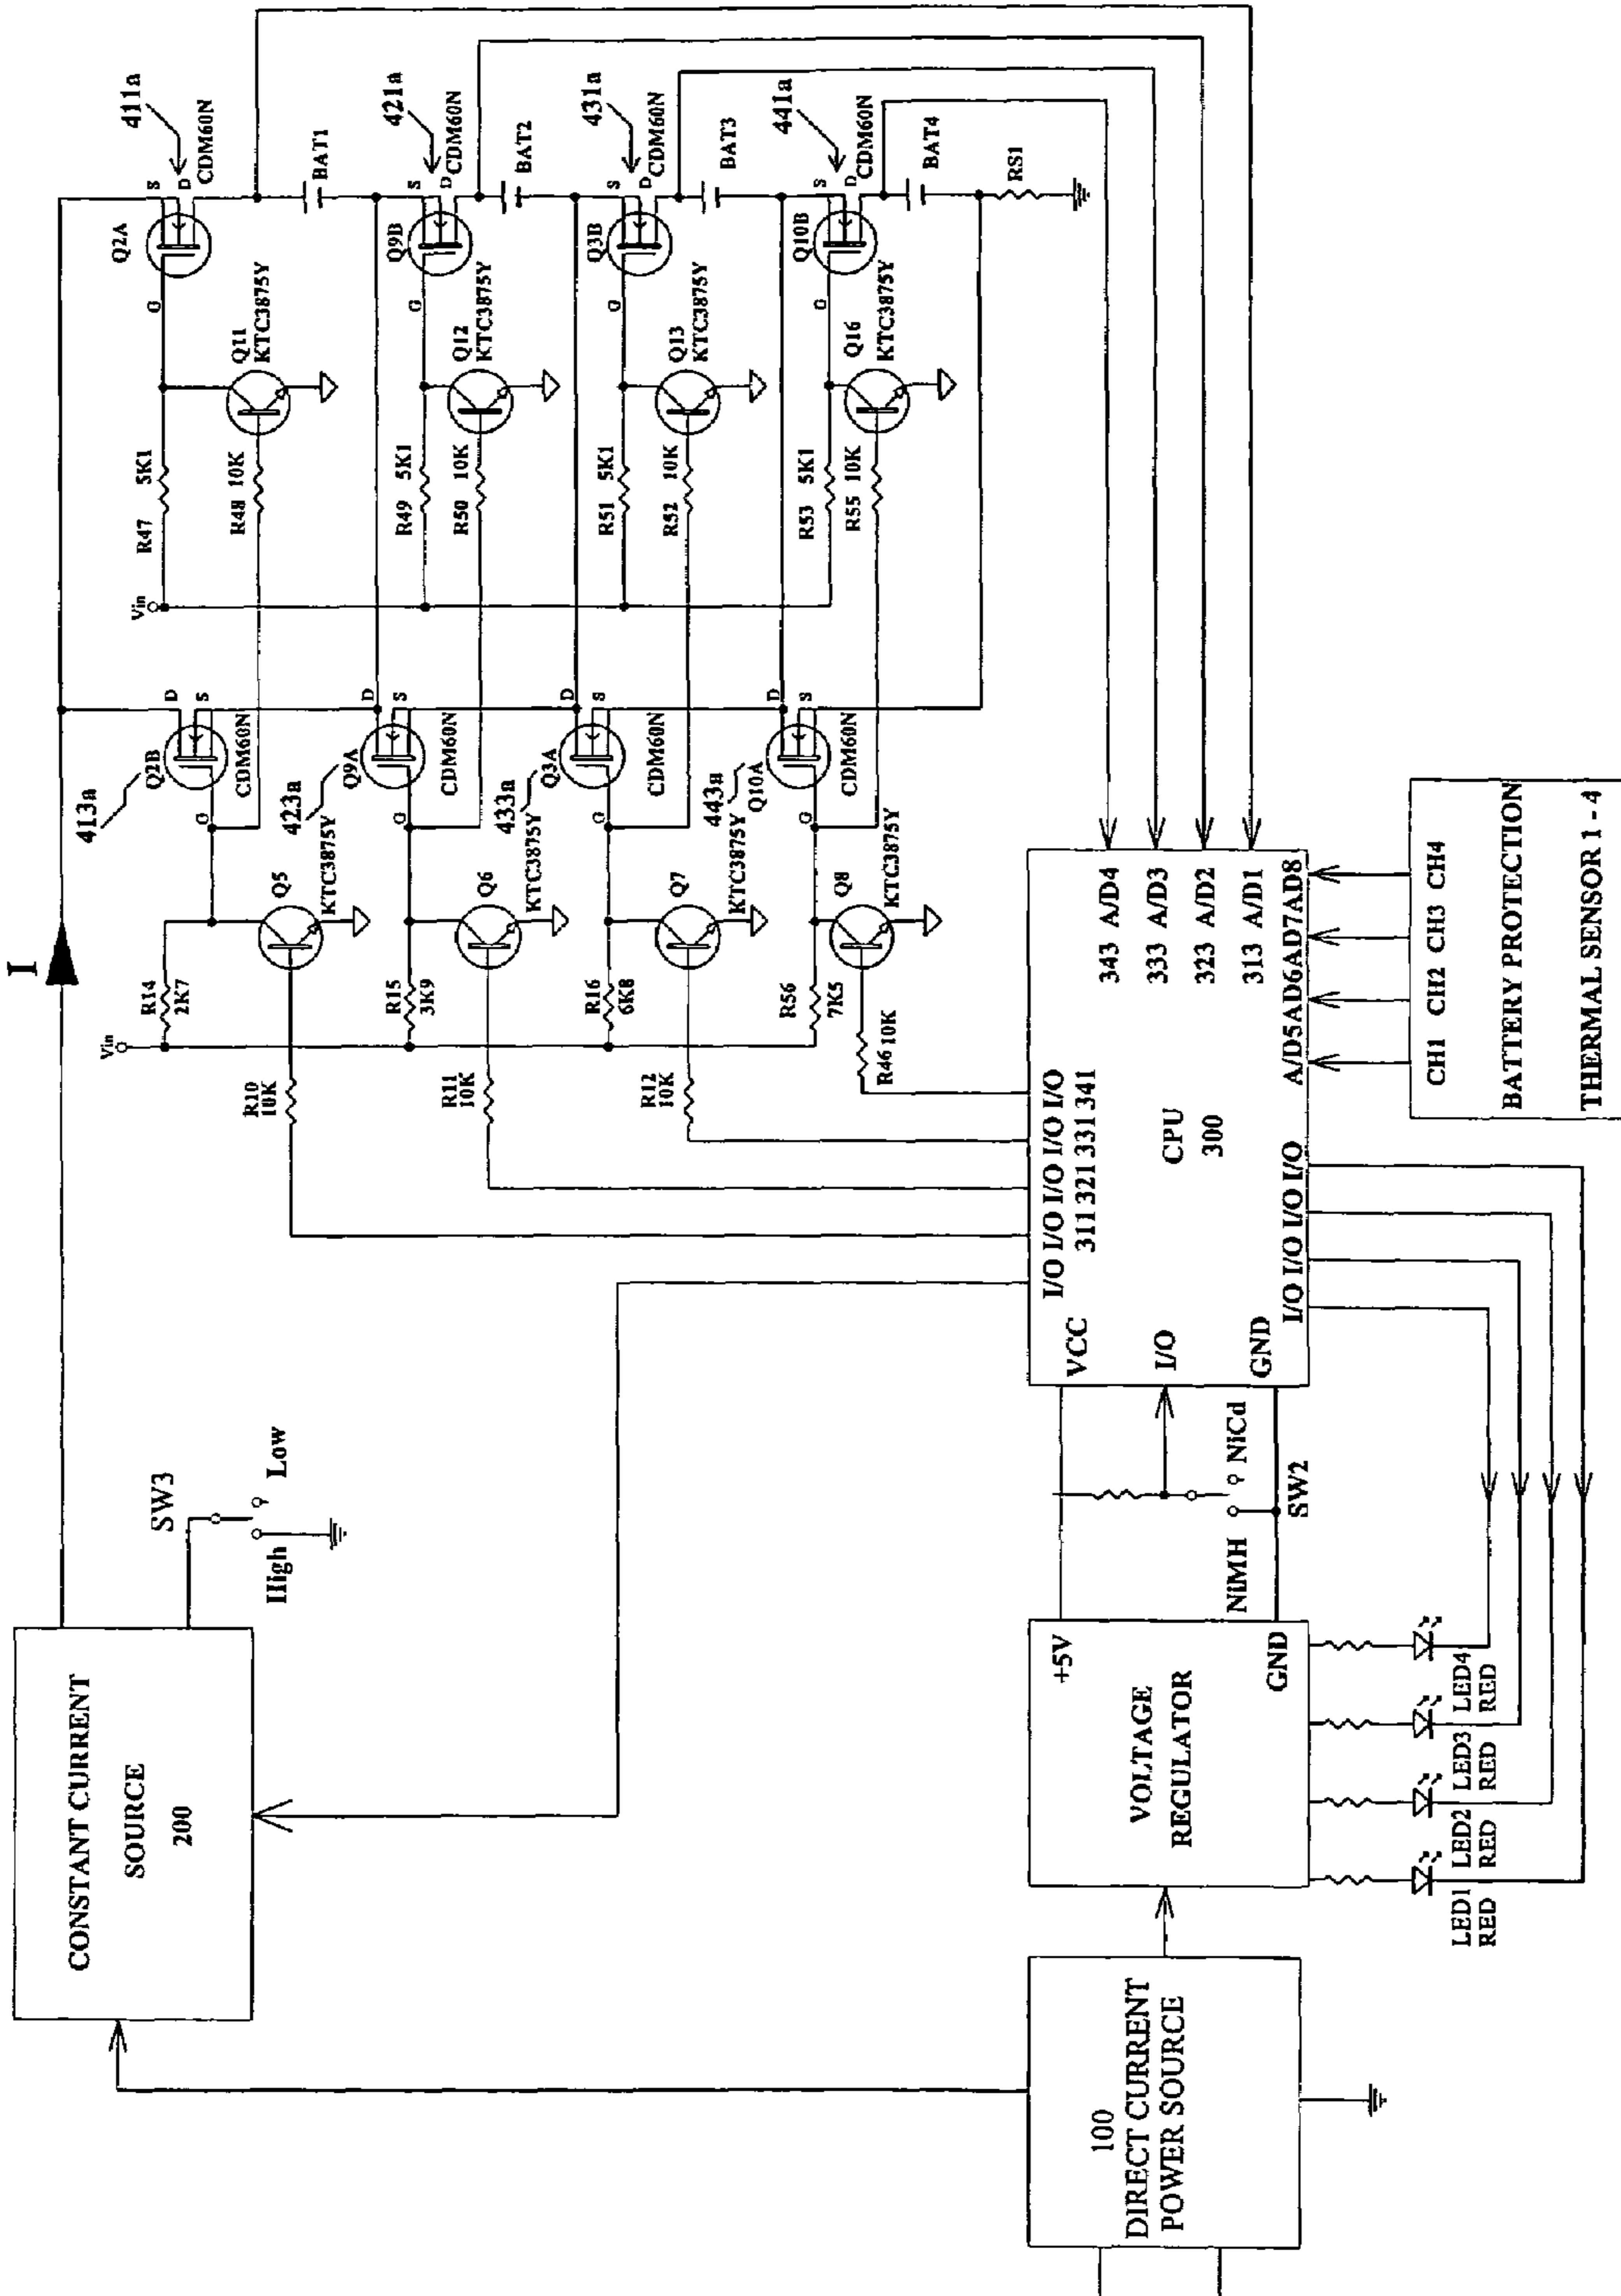 I
CONSTANT CURRENT
SOURCE
200
SW3
High
Low
413a
Q2B
D
S
CDM60N
R14
2K7
Q5
KTC3875Y
G
Vin
R10
10K
423a
Q9A
D
S
CDM60N
R15
3K9
Q6
KTC3875Y
G
R11
10K
433a
Q3A
D
S
CDM60N
R16
6K8
Q7
KTC3875Y
G
R12
10K
443a
Q10A
D
S
CDM60N
R56
7K5
Q8
KTC3875Y
G
R46 10K
411a
Q2A
S
D
CDM60N
G
Q11
KTC3875Y
R47 5K1
R48 10K
BAT1
Vin
421a
Q9B
S
D
CDM60N
G
Q12
KTC3875Y
R49 5K1
R50 10K
BAT2
431a
Q3B
S
D
CDM60N
G
Q13
KTC3875Y
R51 5K1
R52 10K
BAT3
441a
Q10B
S
D
CDM60N
G
Q16
KTC3875Y
R53 5K1
R55 10K
BAT4
RS1
100
DIRECT CURRENT
POWER SOURCE
+5V
VOLTAGE
REGULATOR
GND
NiMH
NiCd
SW2
VCC
I/O
GND
I/O I/O I/O I/O I/O
311 321 331 341
CPU
300
343 A/D4
333 A/D3
323 A/D2
313 A/D1
I/O I/O I/O I/O
A/D5AD6AD7AD8
LED1 LED2 LED3 LED4
RED RED RED RED
CH1 CH2 CH3 CH4
BATTERY PROTECTION
THERMAL SENSOR 1 - 4